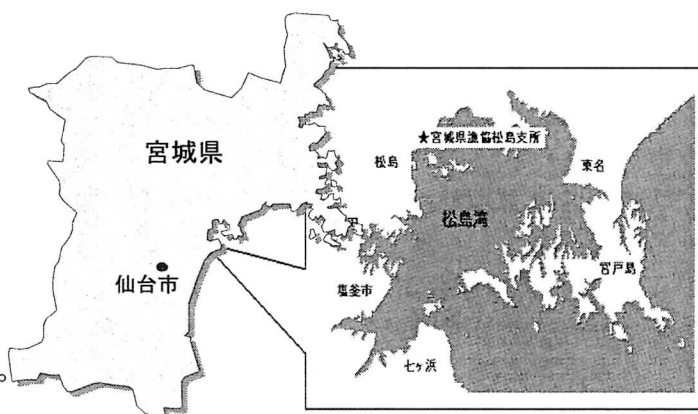 宮城県
仙台市
★宮城県漁協松島支所
松島
東名
松島湾
宮戸島
塩釜市
七ヶ浜